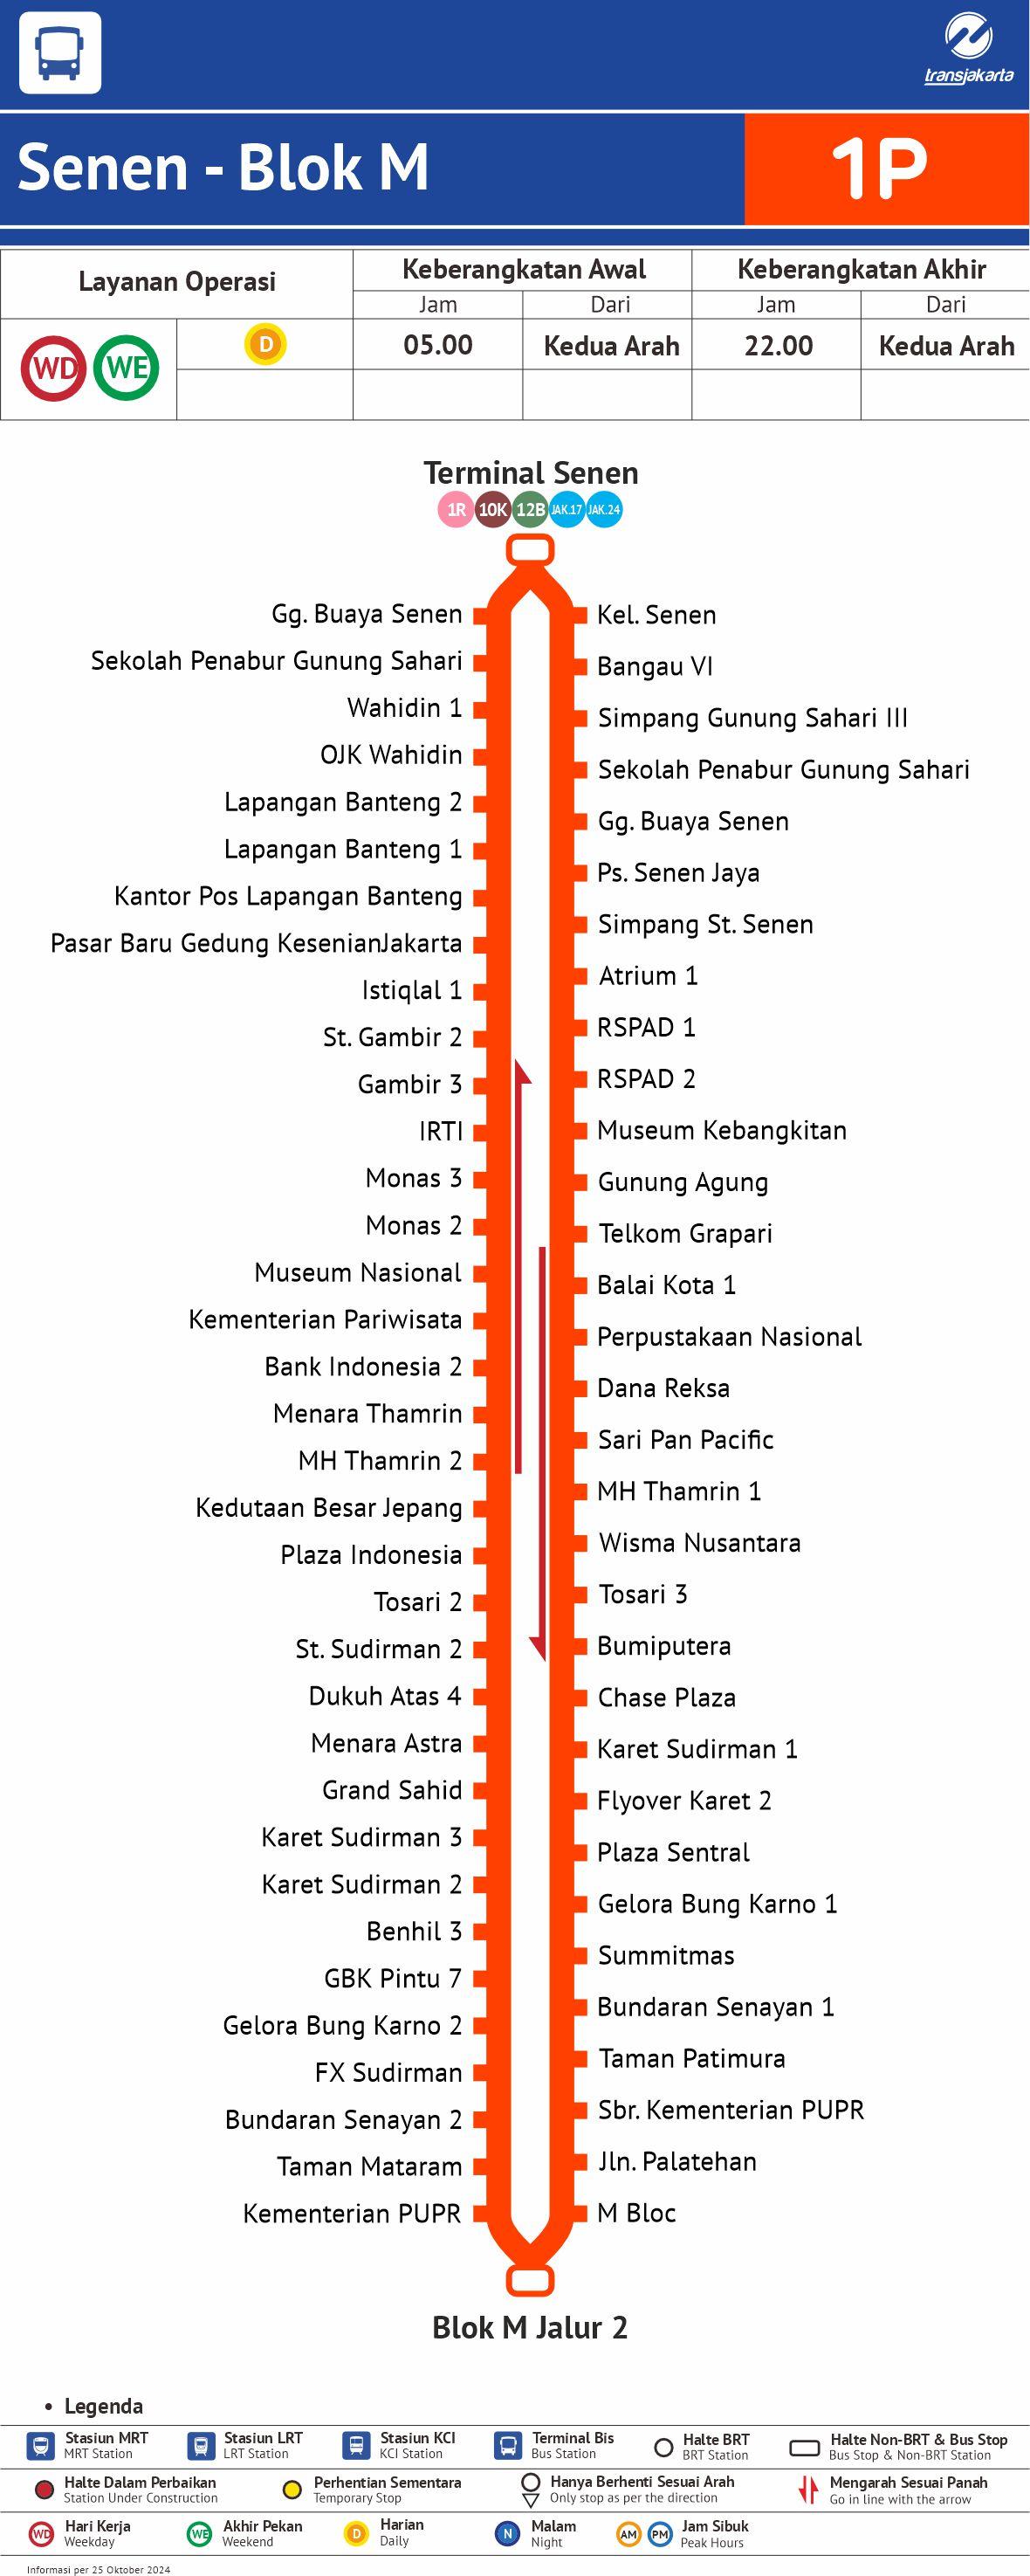 transjakarta
Senen - Blok M
1P
Layanan Operasi
Keberangkatan Awal
Keberangkatan Akhir
Jam
Dari
Jam
Dari
WD
WE
D
05.00
Kedua Arah
22.00
Kedua Arah
Terminal Senen
1R
10K
12B
JAK.17
JAK.24
Gg. Buaya Senen
Sekolah Penabur Gunung Sahari
Wahidin 1
OJK Wahidin
Lapangan Banteng 2
Lapangan Banteng 1
Kantor Pos Lapangan Banteng
Pasar Baru Gedung KesenianJakarta
Istiqlal 1
St. Gambir 2
Gambir 3
IRTI
Monas 3
Monas 2
Museum Nasional
Kementerian Pariwisata
Bank Indonesia 2
Menara Thamrin
MH Thamrin 2
Kedutaan Besar Jepang
Plaza Indonesia
Tosari 2
St. Sudirman 2
Dukuh Atas 4
Menara Astra
Grand Sahid
Karet Sudirman 3
Karet Sudirman 2
Benhil 3
GBK Pintu 7
Gelora Bung Karno 2
FX Sudirman
Bundaran Senayan 2
Taman Mataram
Kementerian PUPR
Kel. Senen
Bangau VI
Simpang Gunung Sahari III
Sekolah Penabur Gunung Sahari
Gg. Buaya Senen
Ps. Senen Jaya
Simpang St. Senen
Atrium 1
RSPAD 1
RSPAD 2
Museum Kebangkitan
Gunung Agung
Telkom Grapari
Balai Kota 1
Perpustakaan Nasional
Dana Reksa
Sari Pan Pacific
MH Thamrin 1
Wisma Nusantara
Tosari 3
Bumiputera
Chase Plaza
Karet Sudirman 1
Flyover Karet 2
Plaza Sentral
Gelora Bung Karno 1
Summitmas
Bundaran Senayan 1
Taman Patimura
Sbr. Kementerian PUPR
Jln. Palatehan
M Bloc
Blok M Jalur 2
• Legenda
Stasiun MRT
MRT Station
Stasiun LRT
LRT Station
Stasiun KCI
KCI Station
Terminal Bis
Bus Station
Halte BRT
BRT Station
Halte Non-BRT & Bus Stop
Bus Stop & Non-BRT Station
Halte Dalam Perbaikan
Station Under Construction
Perhentian Sementara
Temporary Stop
Hanya Berhenti Sesuai Arah
Only stop as per the direction
Mengarah Sesuai Panah
Go in line with the arrow
WD
Hari Kerja
Weekday
WE
Akhir Pekan
Weekend
D
Harian
Daily
N
Malam
Night
AM
PM
Jam Sibuk
Peak Hours
Informasi per 25 Oktober 2024